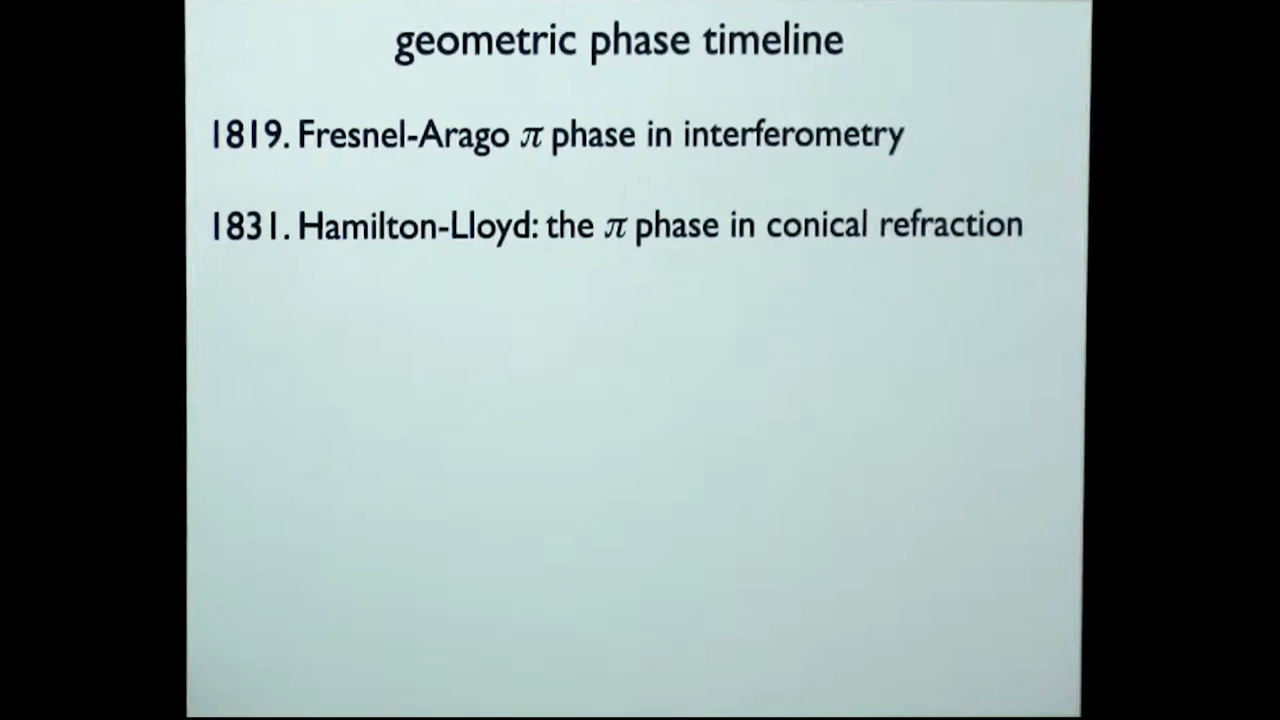 geometric phase timeline
1819. Fresnel-Arago π phase in interferometry
1831. Hamilton-Lloyd: the π phase in conical refraction